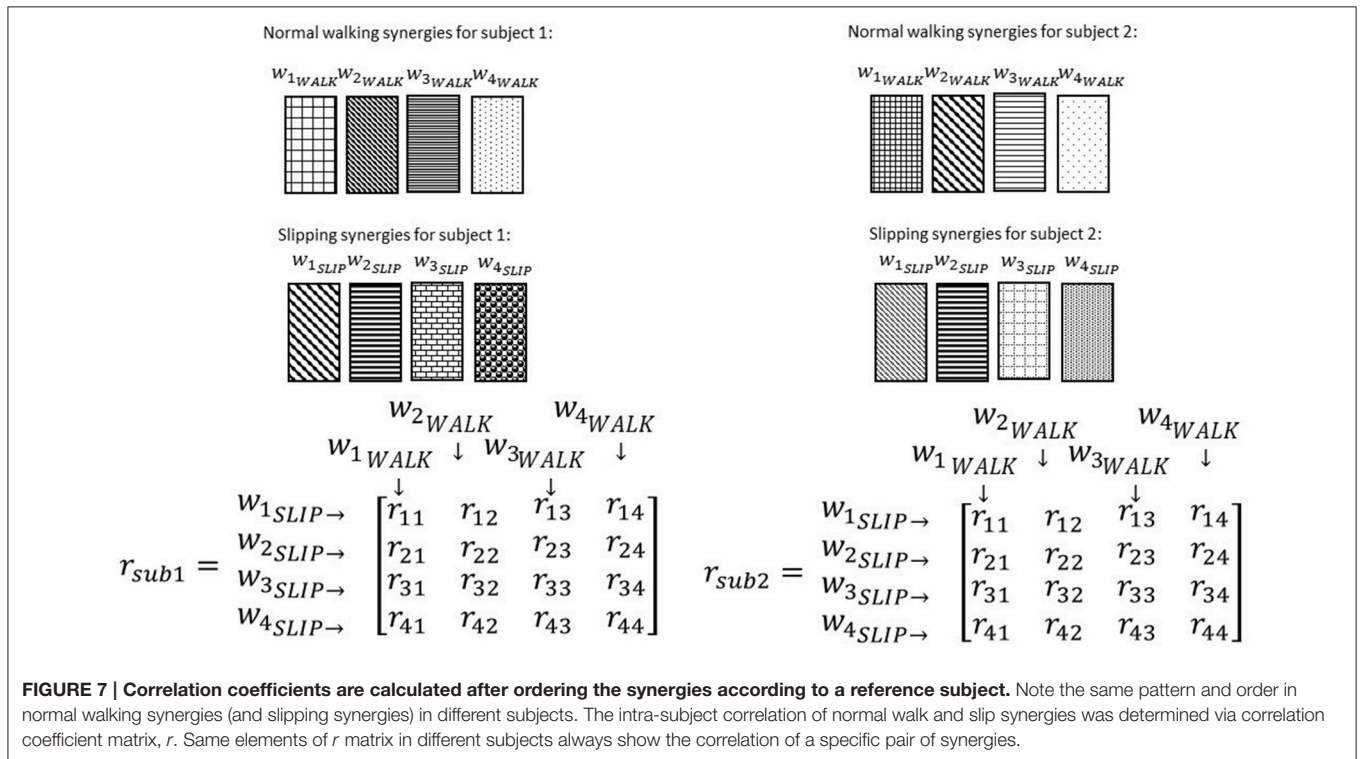 Normal walking synergies for subject 1:
w₁WALK w₂WALK w₃WALK w₄WALK
Slipping synergies for subject 1:
w₁SLIP w₂SLIP w₃SLIP w₄SLIP
w₂WALK w₄WALK
w₁WALK ↓ w₃WALK ↓
↓ ↓
w₁SLIP→ [r₁₁ r₁₂ r₁₃ r₁₄]
w₂SLIP→ [r₂₁ r₂₂ r₂₃ r₂₄]
r_sub1 =
w₃SLIP→ [r₃₁ r₃₂ r₃₃ r₃₄]
w₄SLIP→ [r₄₁ r₄₂ r₄₃ r₄₄]
Normal walking synergies for subject 2:
w₁WALK w₂WALK w₃WALK w₄WALK
Slipping synergies for subject 2:
w₁SLIP w₂SLIP w₃SLIP w₄SLIP
w₂WALK w₄WALK
w₁WALK ↓ w₃WALK ↓
↓ ↓
w₁SLIP→ [r₁₁ r₁₂ r₁₃ r₁₄]
w₂SLIP→ [r₂₁ r₂₂ r₂₃ r₂₄]
r_sub2 =
w₃SLIP→ [r₃₁ r₃₂ r₃₃ r₃₄]
w₄SLIP→ [r₄₁ r₄₂ r₄₃ r₄₄]
FIGURE 7 | Correlation coefficients are calculated after ordering the synergies according to a reference subject. Note the same pattern and order in
normal walking synergies (and slipping synergies) in different subjects. The intra-subject correlation of normal walk and slip synergies was determined via correlation
coefficient matrix, r. Same elements of r matrix in different subjects always show the correlation of a specific pair of synergies.